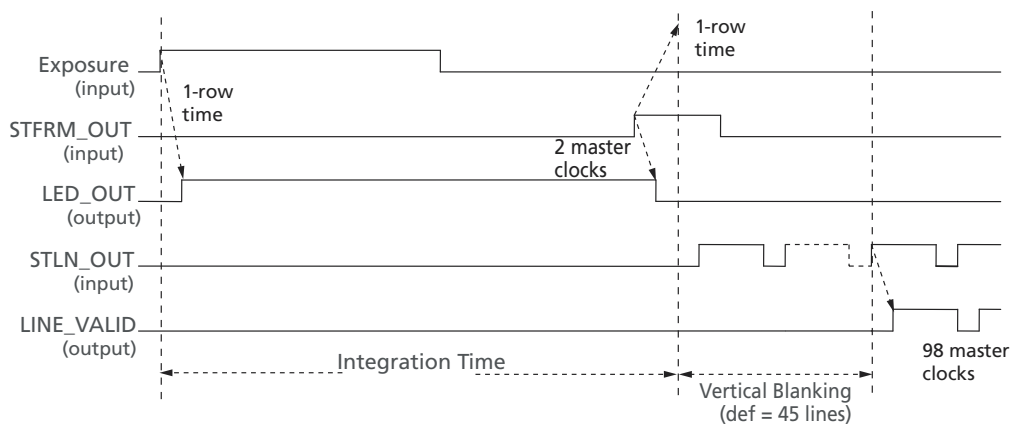 1-row
time
Exposure
(input)
1-row
time
STFRM_OUT
(input)
2 master
clocks
LED_OUT
(output)
STLN_OUT
(input)
LINE_VALID
(output)
98 master
clocks
Integration Time
Vertical Blanking
(def = 45 lines)